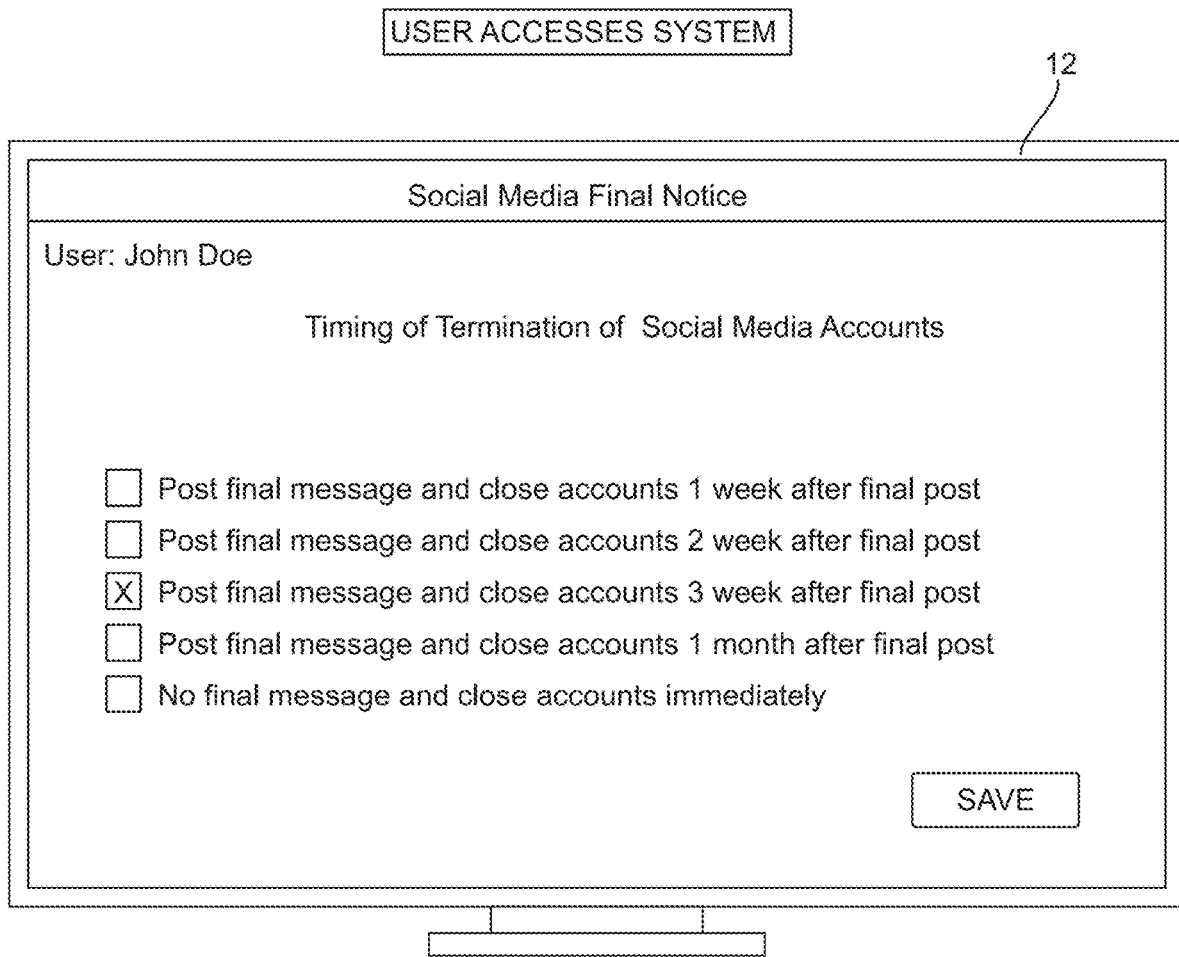 USER ACCESSES SYSTEM
12
Social Media Final Notice
User: John Doe
Timing of Termination of Social Media Accounts
Post final message and close accounts 1 week after final post
Post final message and close accounts 2 week after final post
X Post final message and close accounts 3 week after final post
Post final message and close accounts 1 month after final post
No final message and close accounts immediately
SAVE